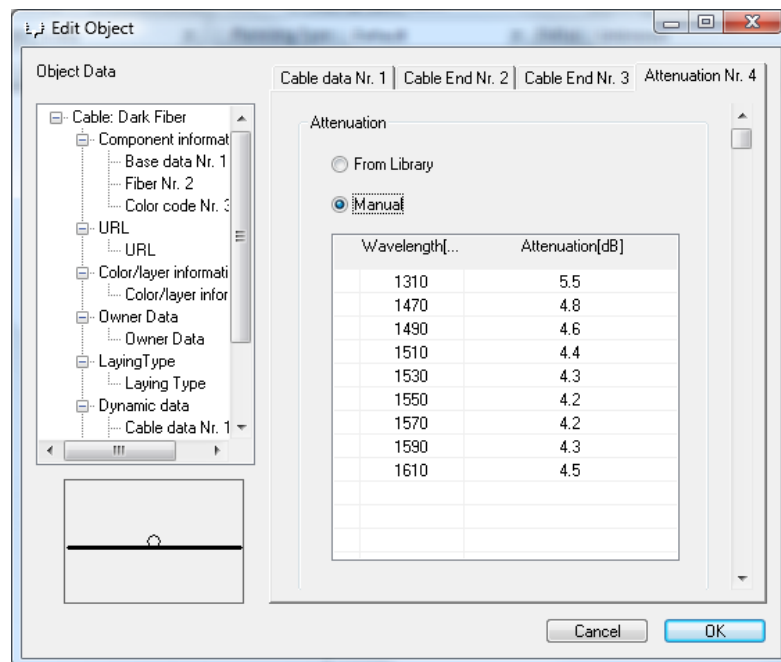 Edit Object
Object Data
Cable data Nr. 1 Cable End Nr. 2 Cable End Nr. 3 Attenuation Nr. 4
Cable: Dark Fiber
Component informat
Base data Nr. 1
Fiber Nr. 2
Color code Nr. 3
URL
URL
Color/layer informati
Color/layer infor
Owner Data
Owner Data
LayingType
Laying Type
Dynamic data
Cable data Nr. 1
Attenuation
From Library
Manual
Wavelength[... Attenuation[dB]
1310 5.5
1470 4.8
1490 4.6
1510 4.4
1530 4.3
1550 4.2
1570 4.2
1590 4.3
1610 4.5
Cancel OK